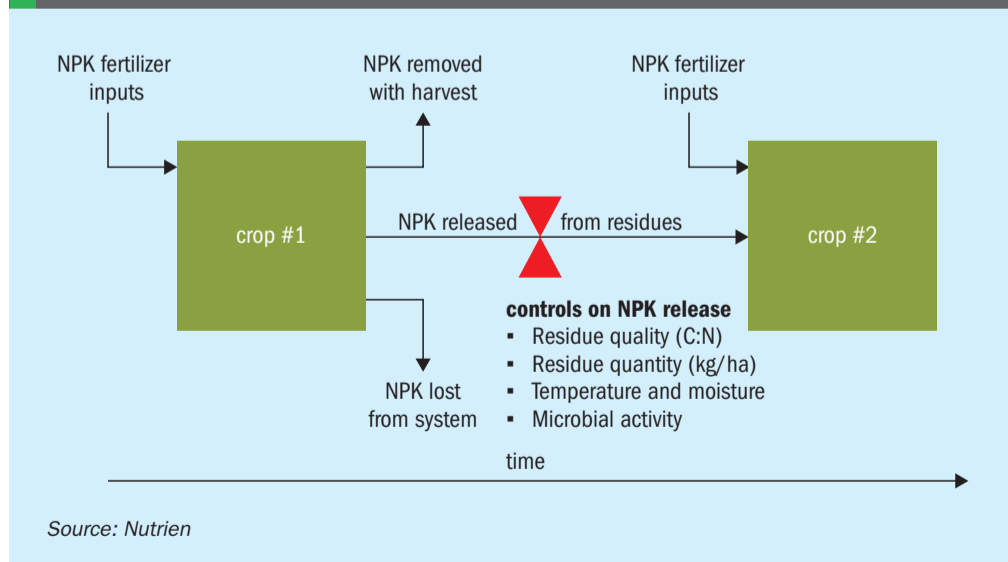 NPK fertilizer
inputs
NPK removed
with harvest
NPK fertilizer
inputs
crop #1
NPK released from residues
crop #2
controls on NPK release
▪ Residue quality (C:N)
▪ Residue quantity (kg/ha)
▪ Temperature and moisture
▪ Microbial activity
NPK lost
from system
time
Source: Nutrien